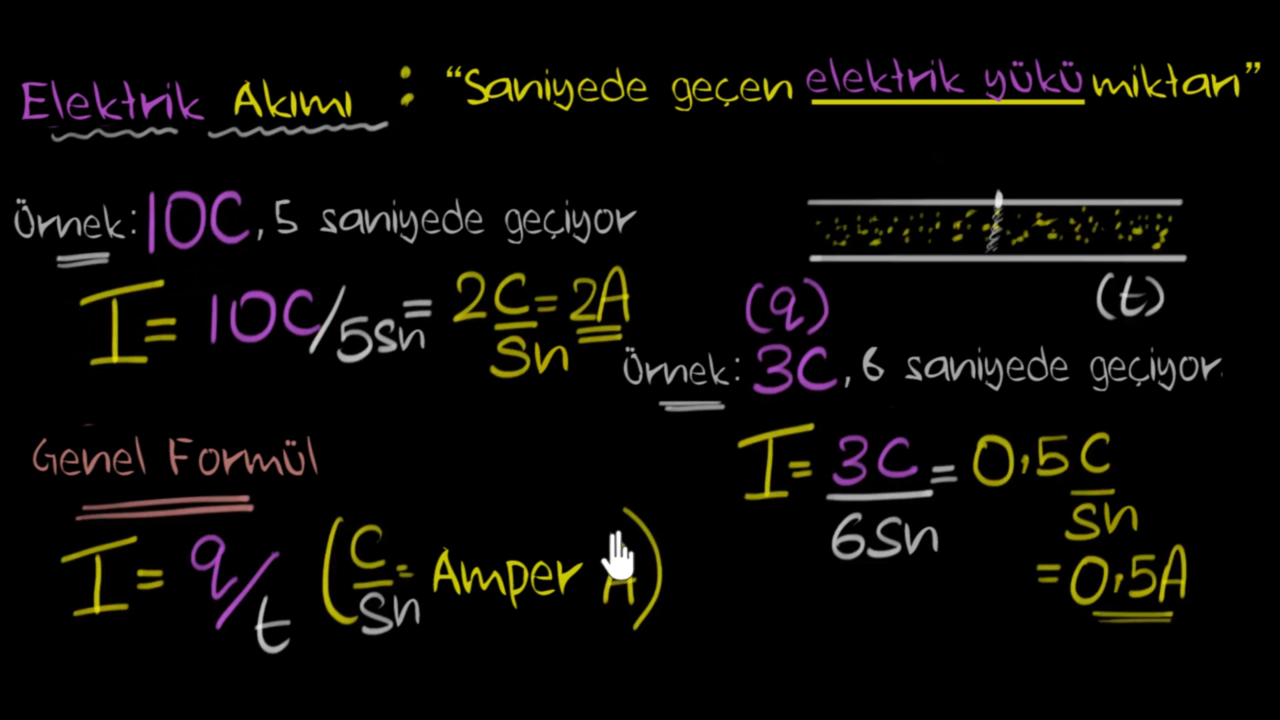 Elektrik Akımı : "Saniyede geçen elektrik yükü miktarı"
Örnek: 10C, 5 saniyede geçiyor
I = 10C/5sn = 2C/sn = 2A
(q) (t)
Örnek: 3C, 6 saniyede geçiyor.
I = 3C/6sn = 0,5C/sn
= 0,5A
Genel Formül
I = q/t (C/sn = Amper A)